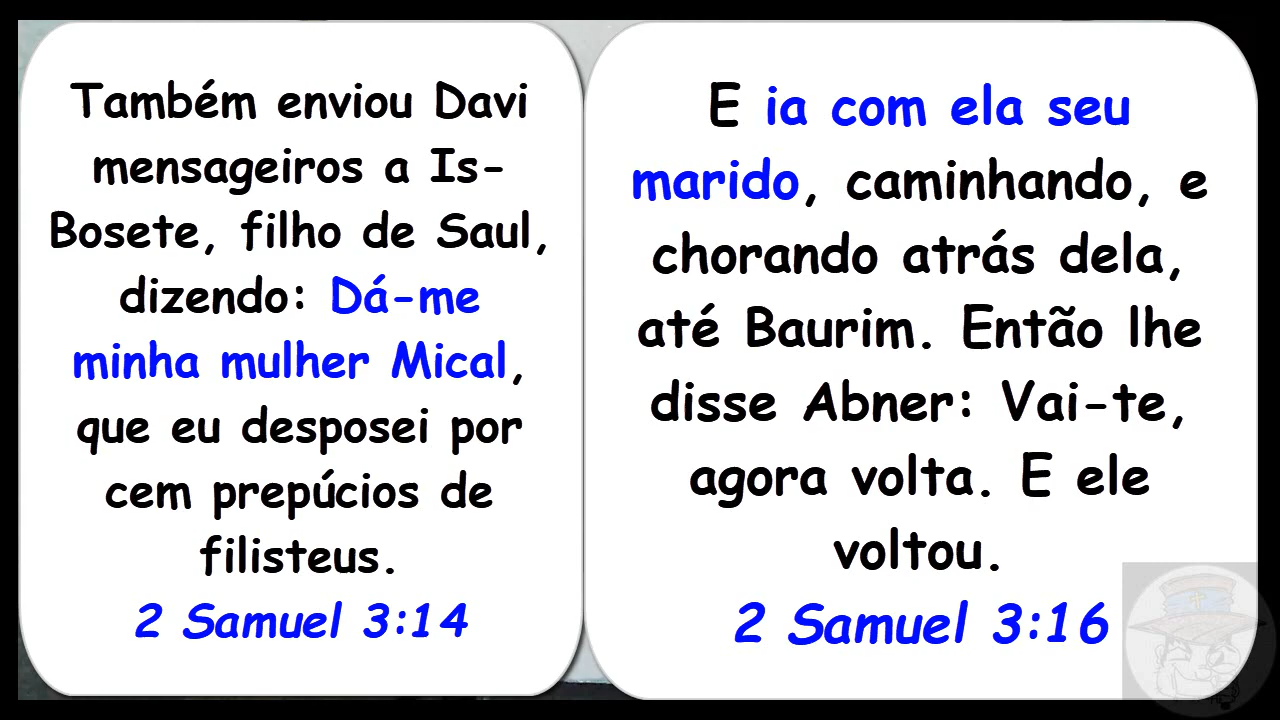 Também enviou Davi
mensageiros a Is-
Bosete, filho de Saul,
dizendo: Dá-me
minha mulher Mical,
que eu desposei por
cem prepúcios de
filisteus.
2 Samuel 3:14
E ia com ela seu
marido, caminhando, e
chorando atrás dela,
até Baurim. Então lhe
disse Abner: Vai-te,
agora volta. E ele
voltou.
2 Samuel 3:16